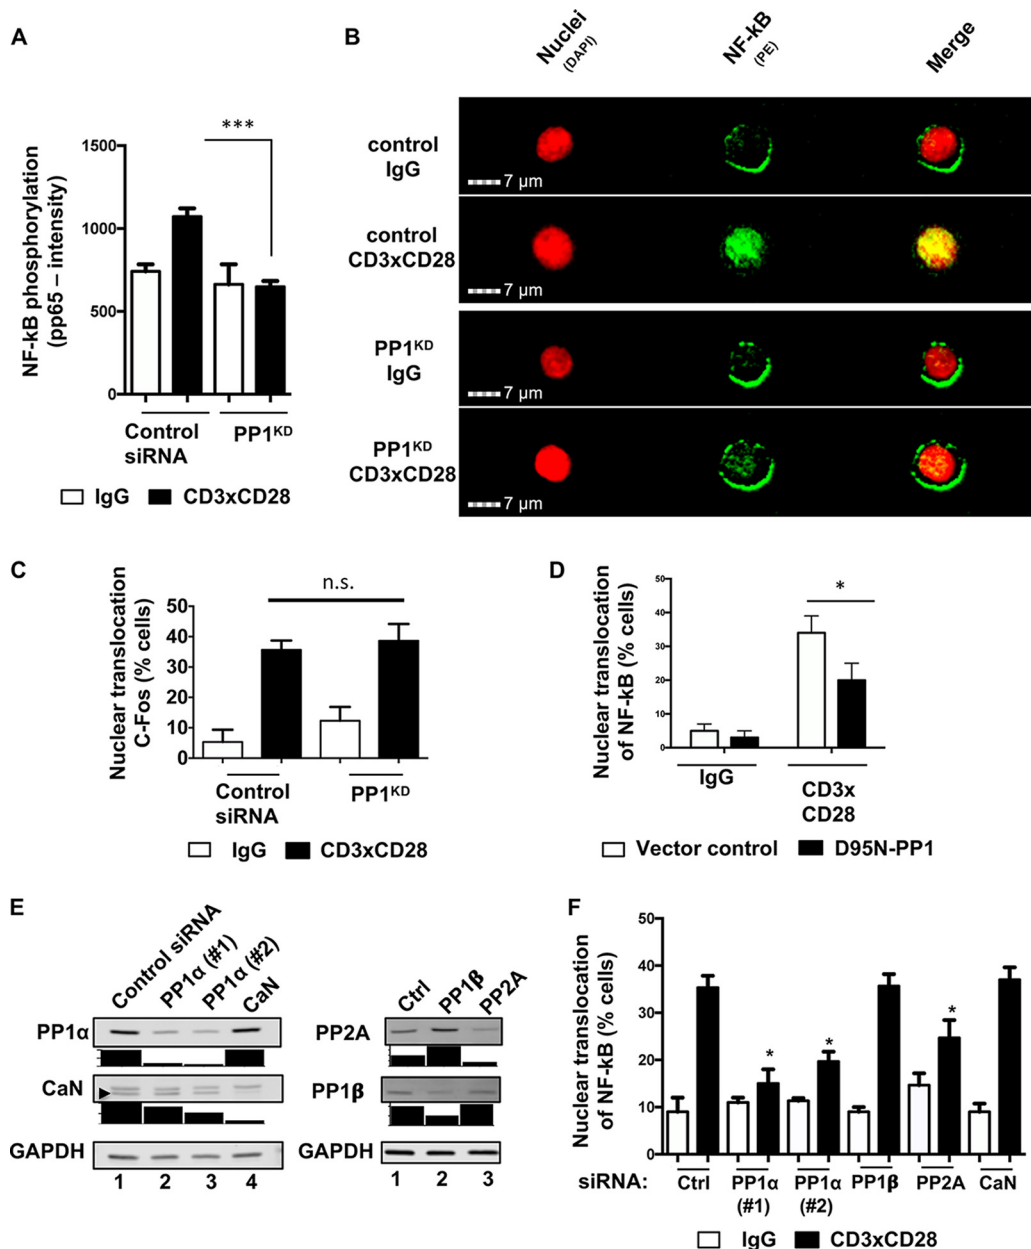 A
NF-kB phosphorylation
(pp65 – intensity)
1500
1000
500
0
***
Control
siRNA
PP1KD
IgG
CD3xCD28
B
Nuclei
(DAPI)
NF-kB
(PE)
Merge
control
IgG
7 µm
control
CD3xCD28
7 µm
PP1KD
IgG
7 µm
PP1KD
CD3xCD28
7 µm
C
Nuclear translocation
C-Fos (% cells)
50
40
30
20
10
0
n.s.
Control
siRNA
PP1KD
IgG
CD3xCD28
D
Nuclear translocation
of NF-kB (% cells)
50
40
30
20
10
0
*
IgG
CD3x
CD28
Vector control
D95N-PP1
E
Control siRNA
PP1α (#1)
PP1α (#2)
CaN
PP1α
CaN
GAPDH
1 2 3 4
Ctrl
PP1β
PP2A
PP2A
PP1β
GAPDH
1 2 3
F
Nuclear translocation
of NF-kB (% cells)
50
40
30
20
10
0
* * *
siRNA: Ctrl PP1α PP1α PP1β PP2A CaN
(#1) (#2)
IgG
CD3xCD28